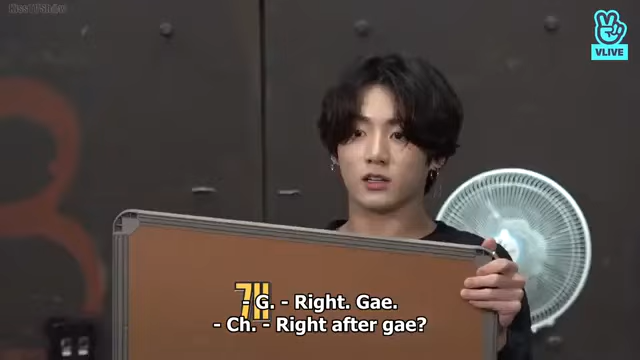 VLIVE
개
- G. - Right. Gae.
- Ch. - Right after gae?